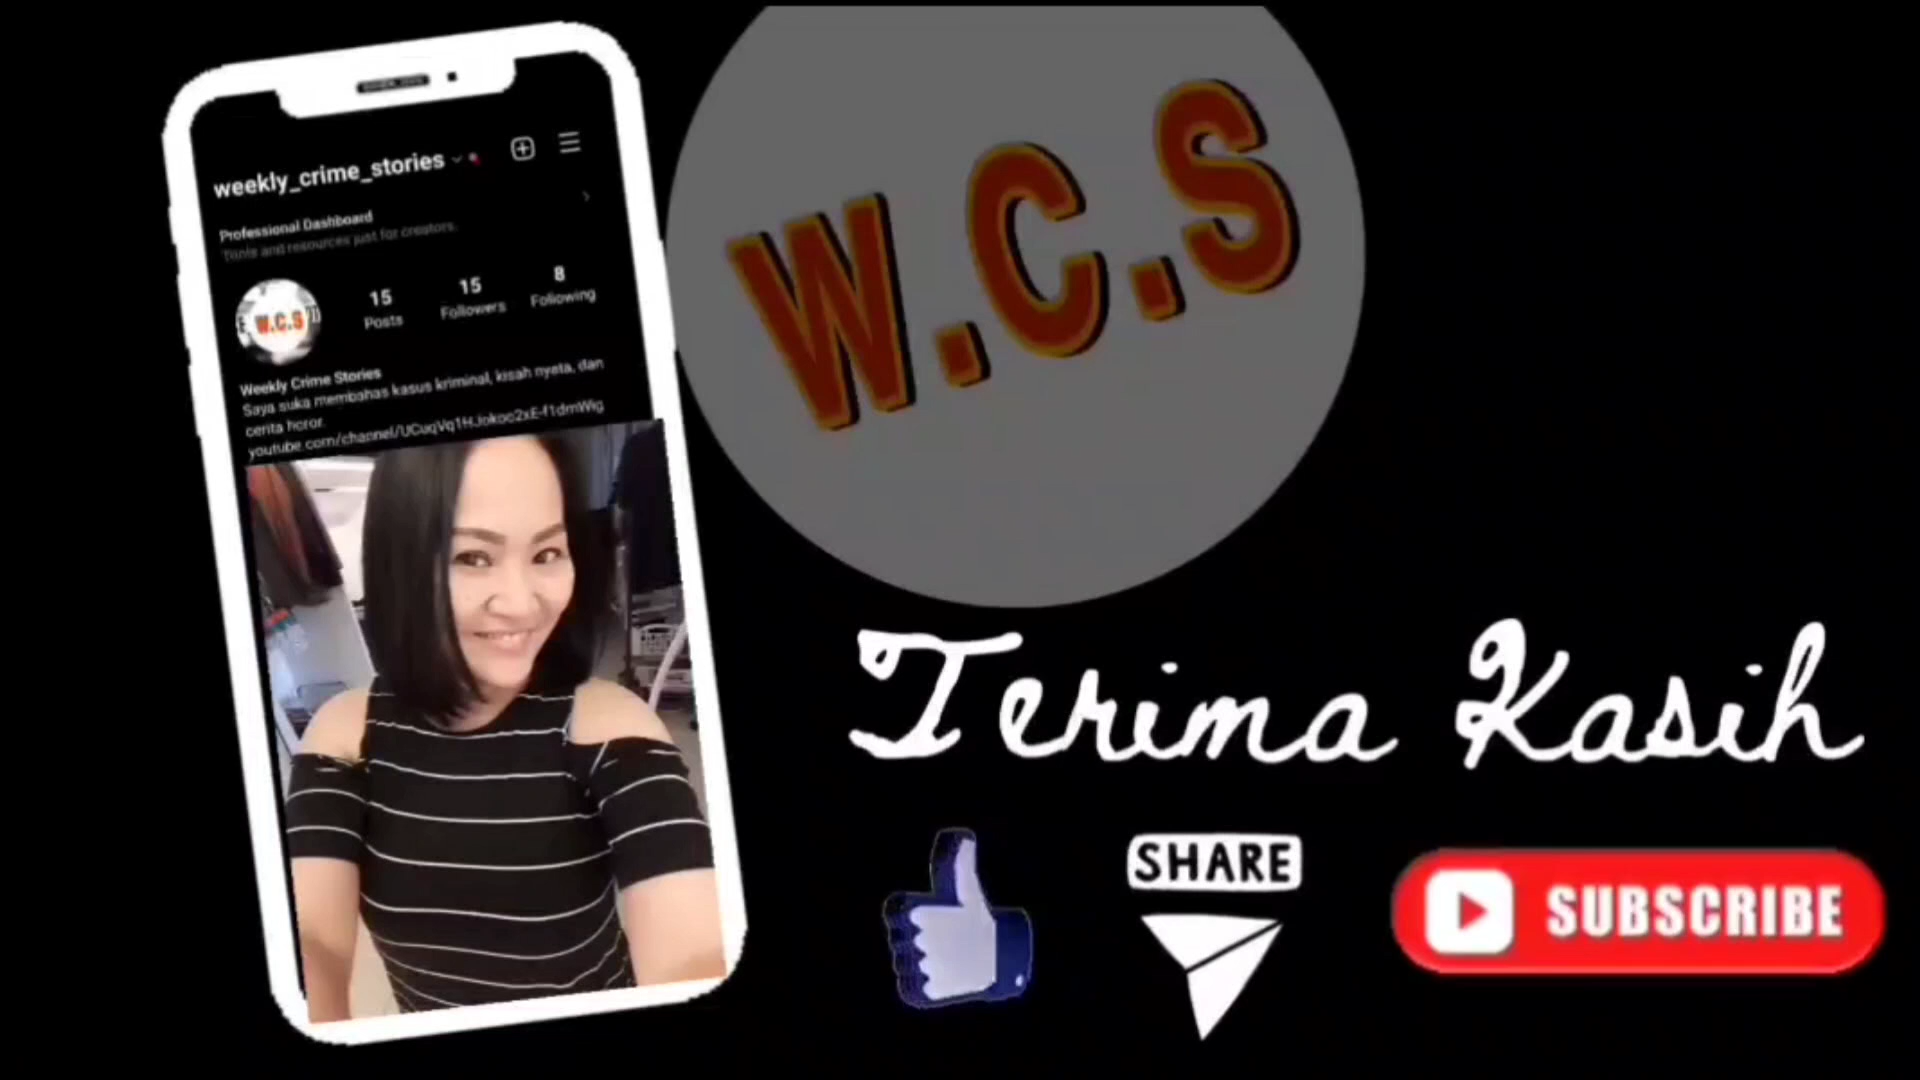 weekly_crime_stories
Professional Dashboard
Tools and resources just for creators.
15 15 8
Posts Followers Following
W.C.S
Weekly Crime Stories
Saya suka membahas kasus kriminal, kisah nyata, dan
cerita horor.
W.C.S
Terima Kasih
SHARE
SUBSCRIBE